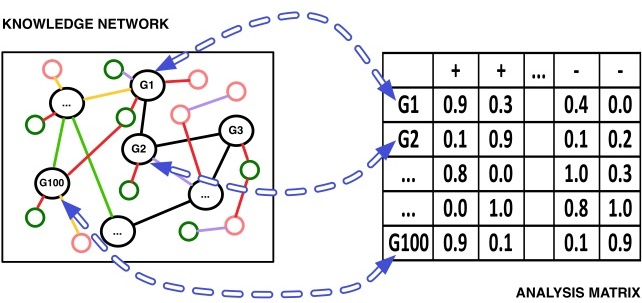 KNOWLEDGE NETWORK
G1
...
G3
G2
G100
...
...
+ + ... - -
G1 0.9 0.3 0.4 0.0
G2 0.1 0.9 0.1 0.2
... 0.8 0.0 1.0 0.3
... 0.0 1.0 0.8 1.0
G100 0.9 0.1 0.1 0.9
ANALYSIS MATRIX